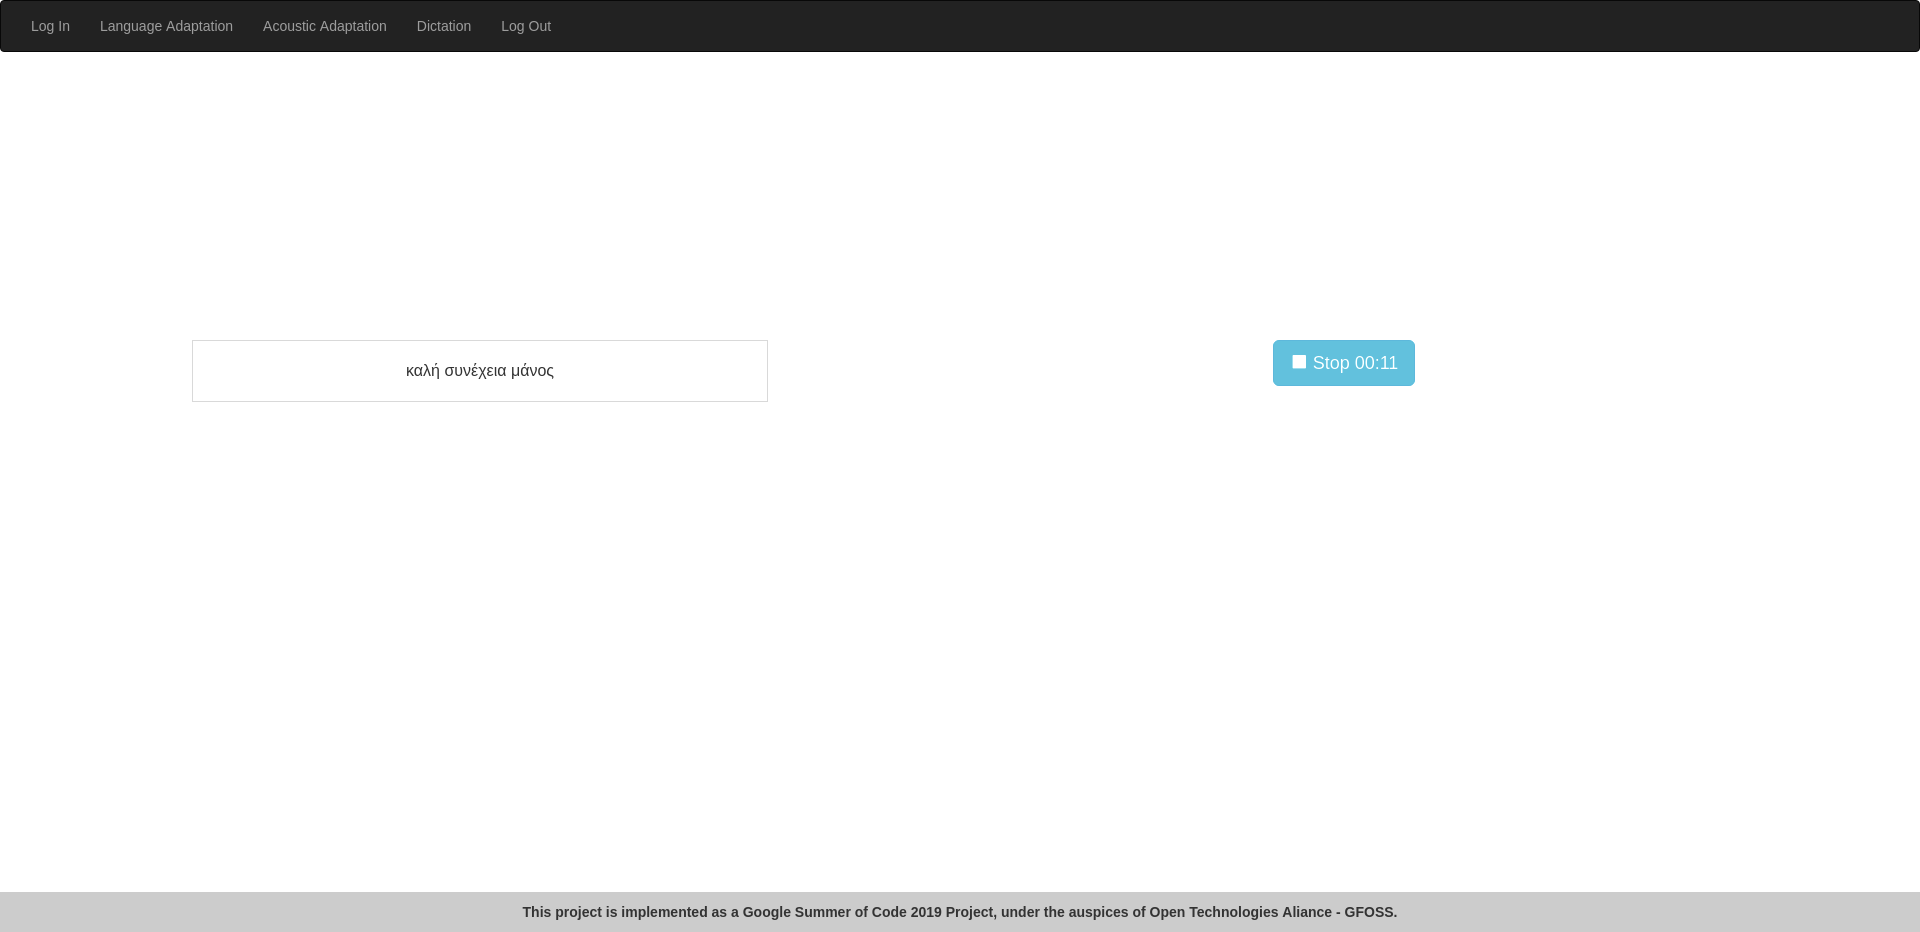 Log In Language Adaptation Acoustic Adaptation Dictation Log Out
καλή συνέχεια μάνος
Stop 00:11
This project is implemented as a Google Summer of Code 2019 Project, under the auspices of Open Technologies Aliance - GFOSS.